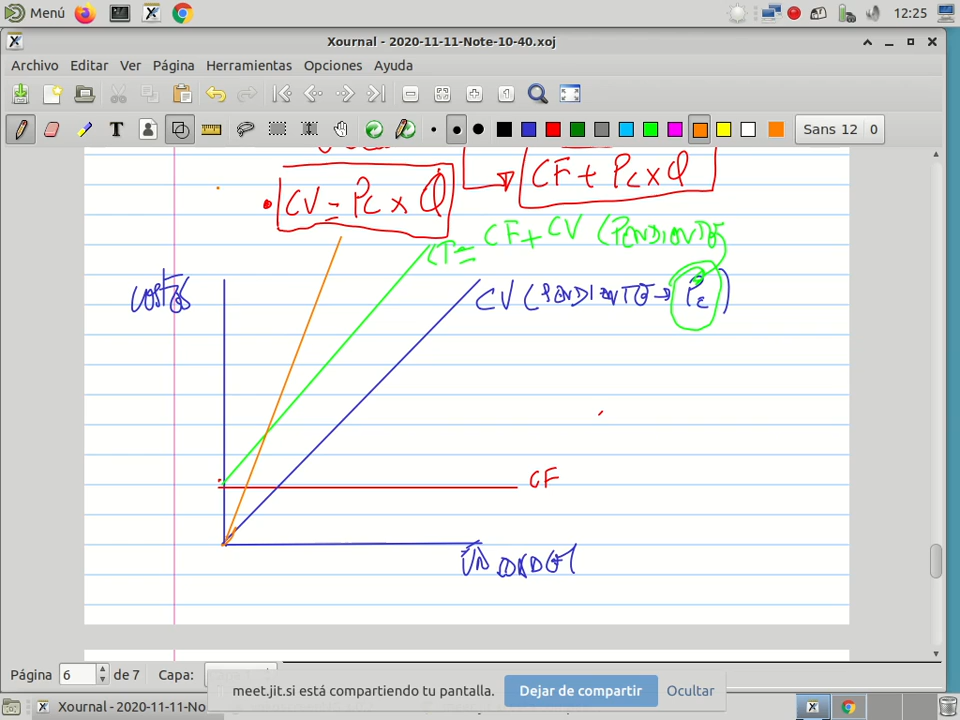 Menú
12:25
Xournal - 2020-11-11-Note-10-40.xoj
Archivo Editar Ver Página Herramientas Opciones Ayuda
Sans 12 0
CV = Pc x Q
CF + Pc x Q
CT = CF + CV (PENDIENTE
COSTES
CV (PENDIENTE → Pc)
CF
Página 6 de 7 Capa:
meet.jit.si está compartiendo tu pantalla. Dejar de compartir Ocultar
Xournal - 2020-11-11-No